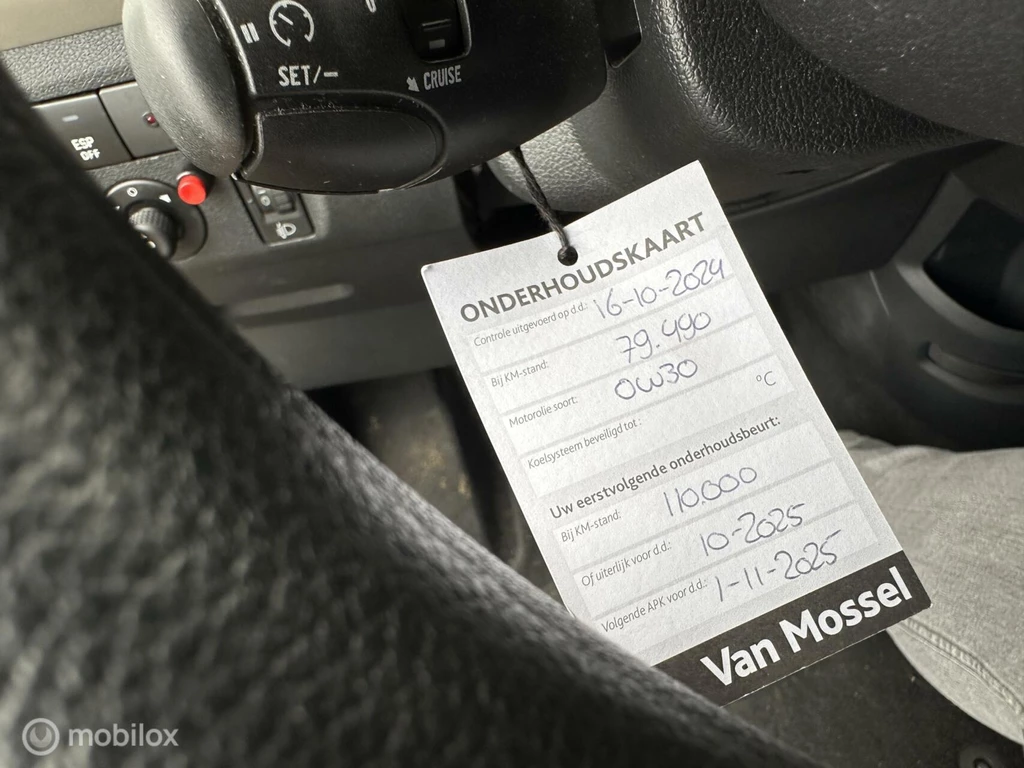 SET/-
CRUISE
ESP
OFF
ONDERHOUDSKAART
Controle uitgevoerd op d.d.: 16-10-2024
Bij KM-stand: 79.490
Motorolie soort: 0W30
Koelsysteem beveiligd tot: °C
Uw eerstvolgende onderhoudsbeurt:
Bij KM-stand: 110.000
Of uiterlijk voor d.d.: 10-2025
Volgende APK voor d.d.: 1-11-2025
Van Mossel
mobilox